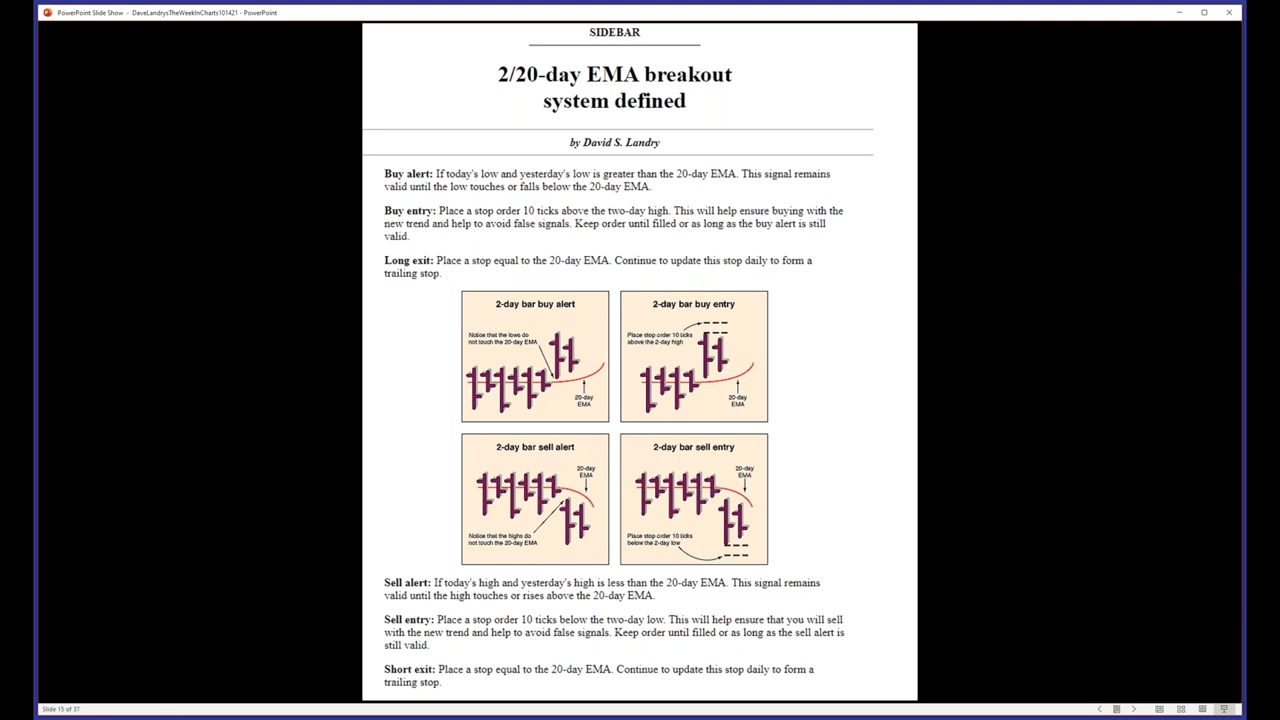 PowerPoint Slide Show - DaveLandrysTheWeekInCharts101421 - PowerPoint
SIDEBAR
2/20-day EMA breakout
system defined
by David S. Landry
Buy alert: If today's low and yesterday's low is greater than the 20-day EMA. This signal remains
valid until the low touches or falls below the 20-day EMA.
Buy entry: Place a stop order 10 ticks above the two-day high. This will help ensure buying with the
new trend and help to avoid false signals. Keep order until filled or as long as the buy alert is still
valid.
Long exit: Place a stop equal to the 20-day EMA. Continue to update this stop daily to form a
trailing stop.
2-day bar buy alert
Notice that the lows do
not touch the 20-day EMA
20-day
EMA
2-day bar buy entry
Place stop order 10 ticks
above the 2-day high
20-day
EMA
2-day bar sell alert
20-day
EMA
Notice that the highs do
not touch the 20-day EMA
2-day bar sell entry
20-day
EMA
Place stop order 10 ticks
below the 2-day low
Sell alert: If today's high and yesterday's high is less than the 20-day EMA. This signal remains
valid until the high touches or rises above the 20-day EMA.
Sell entry: Place a stop order 10 ticks below the two-day low. This will help ensure that you will sell
with the new trend and help to avoid false signals. Keep order until filled or as long as the sell alert is
still valid.
Short exit: Place a stop equal to the 20-day EMA. Continue to update this stop daily to form a
trailing stop.
Slide 15 of 37